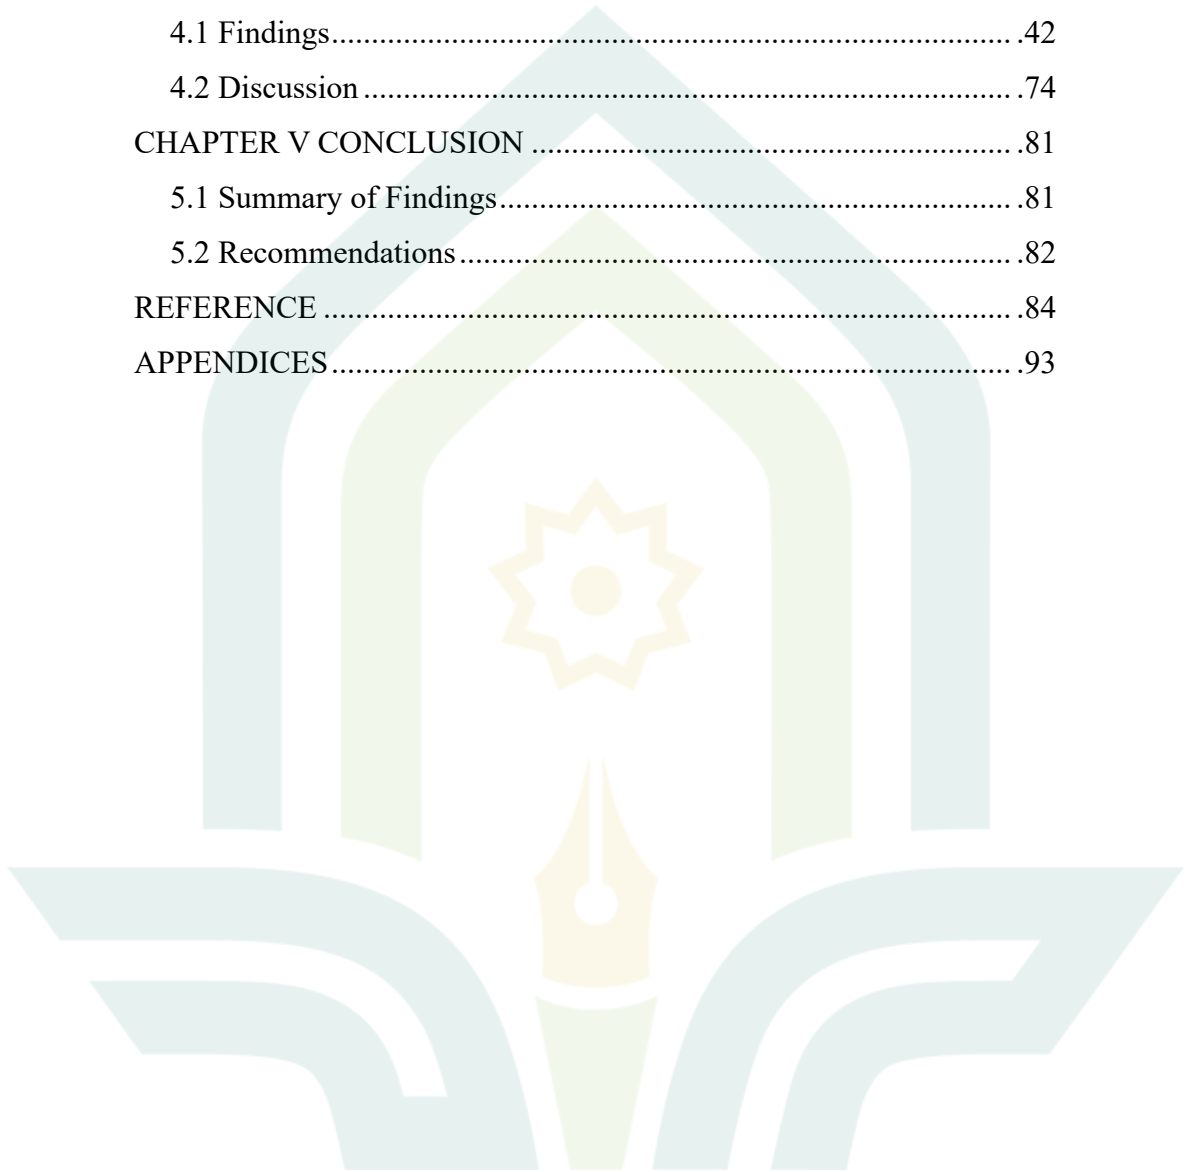 4.1 Findings.................................................................................... .42
4.2 Discussion ................................................................................ .74
CHAPTER V CONCLUSION ........................................................... .81
5.1 Summary of Findings............................................................... .81
5.2 Recommendations.................................................................... .82
REFERENCE ..................................................................................... .84
APPENDICES.................................................................................... .93